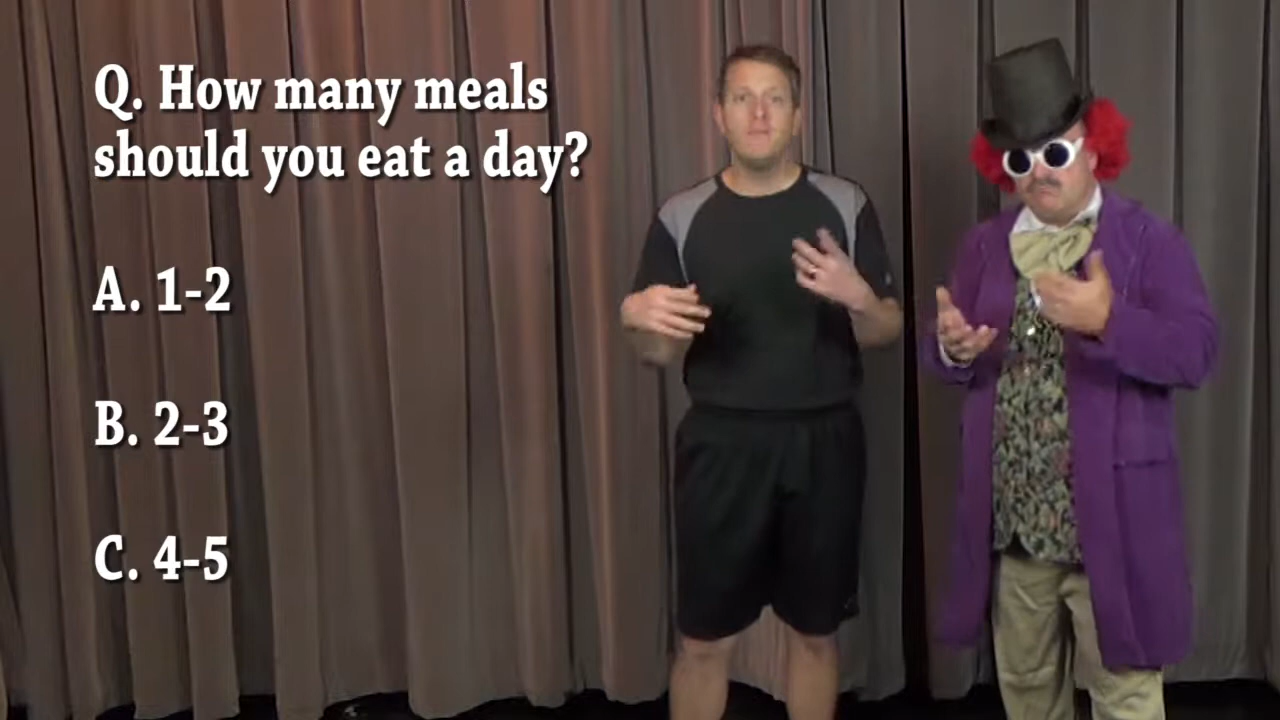 Q. How many meals
should you eat a day?
A. 1-2
B. 2-3
C. 4-5